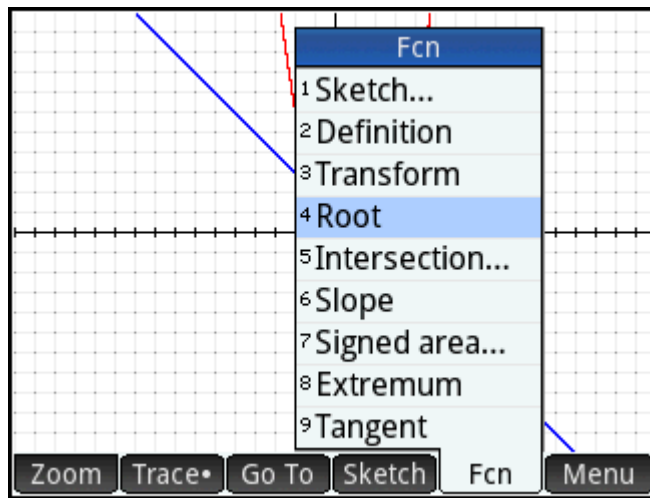 Fcn
1 Sketch...
2 Definition
3 Transform
4 Root
5 Intersection...
6 Slope
7 Signed area...
8 Extremum
9 Tangent
Zoom Trace• Go To Sketch Fcn Menu